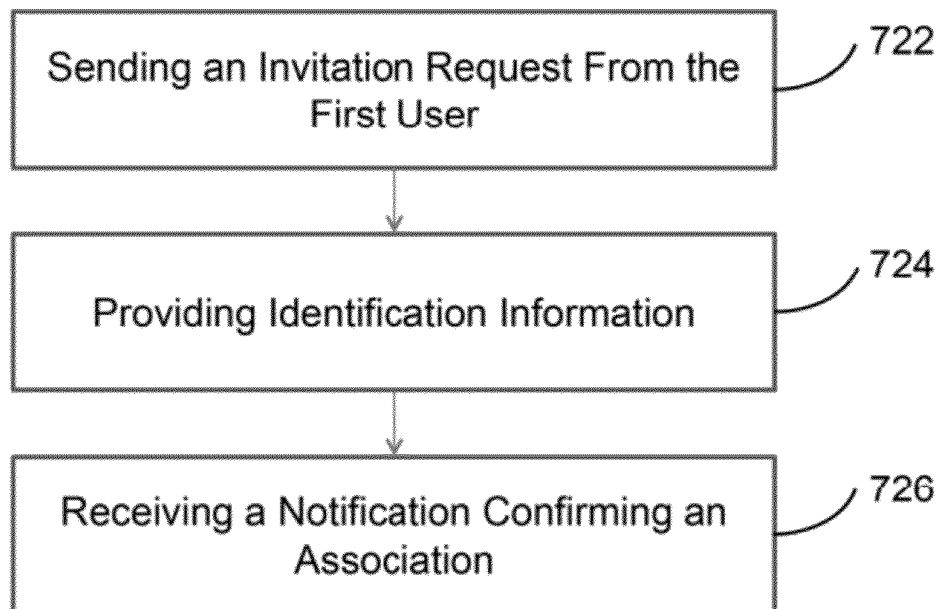 Sending an Invitation Request From the
First User
722
Providing Identification Information
724
Receiving a Notification Confirming an
Association
726